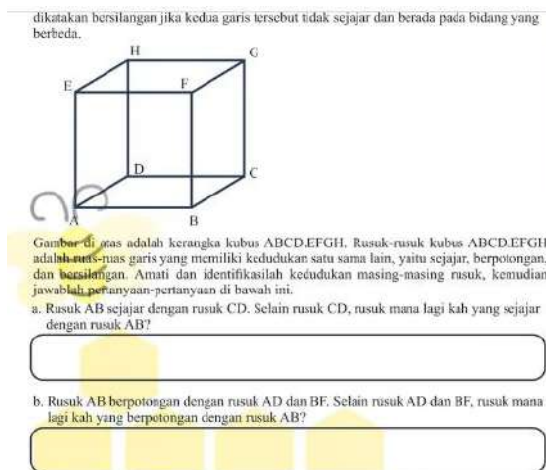 dikatakan bersilangan jika kedua garis tersebut tidak sejajar dan berada pada bidang yang
berbeda.
H
G
E
F
D
C
A
B
Gambar di atas adalah kerangka kubus ABCD.EFGH. Rusuk-rusuk kubus ABCD.EFGH
adalah ruas-ruas garis yang memiliki kedudukan satu sama lain, yaitu sejajar, berpotongan,
dan bersilangan. Amati dan identifikasilah kedudukan masing-masing rusuk, kemudian
jawablah pertanyaan-pertanyaan di bawah ini.
a. Rusuk AB sejajar dengan rusuk CD. Selain rusuk CD, rusuk mana lagi kah yang sejajar
dengan rusuk AB?
b. Rusuk AB berpotongan dengan rusuk AD dan BF. Selain rusuk AD dan BF, rusuk mana
lagi kah yang berpotongan dengan rusuk AB?